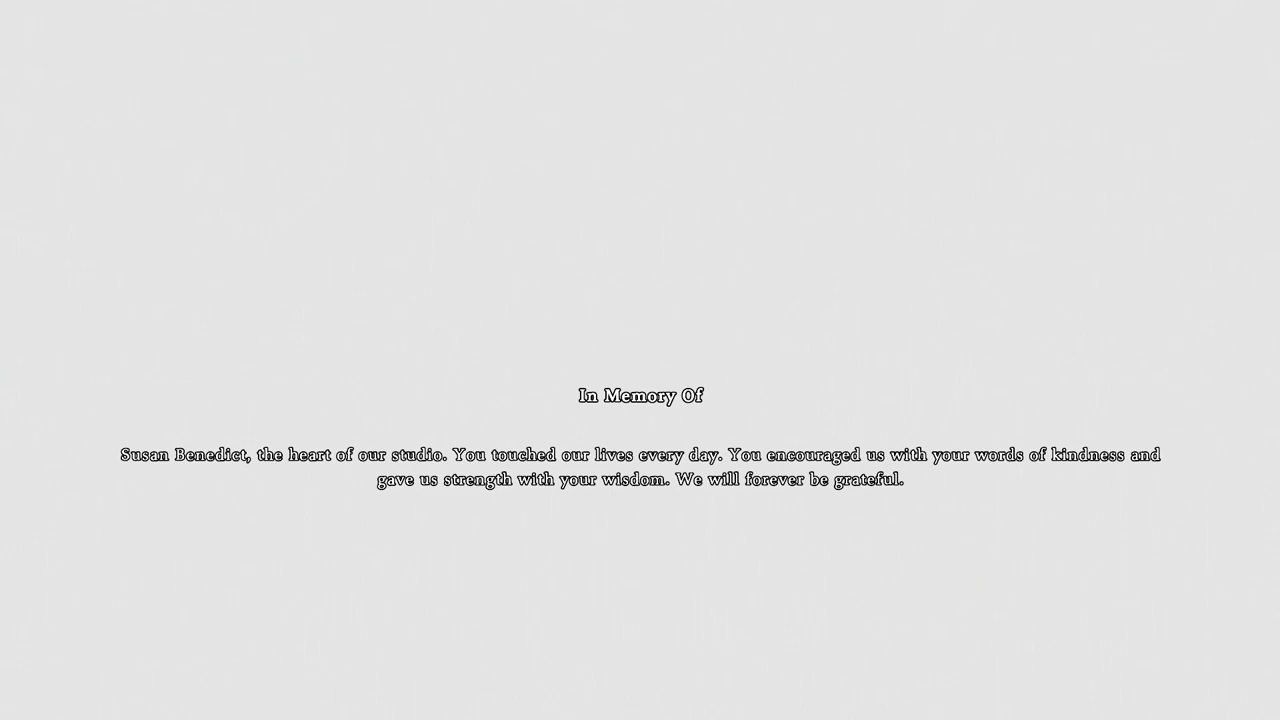 In Memory Of
Susan Benedict, the heart of our studio. You touched our lives every day. You encouraged us with your words of kindness and
gave us strength with your wisdom. We will forever be grateful.